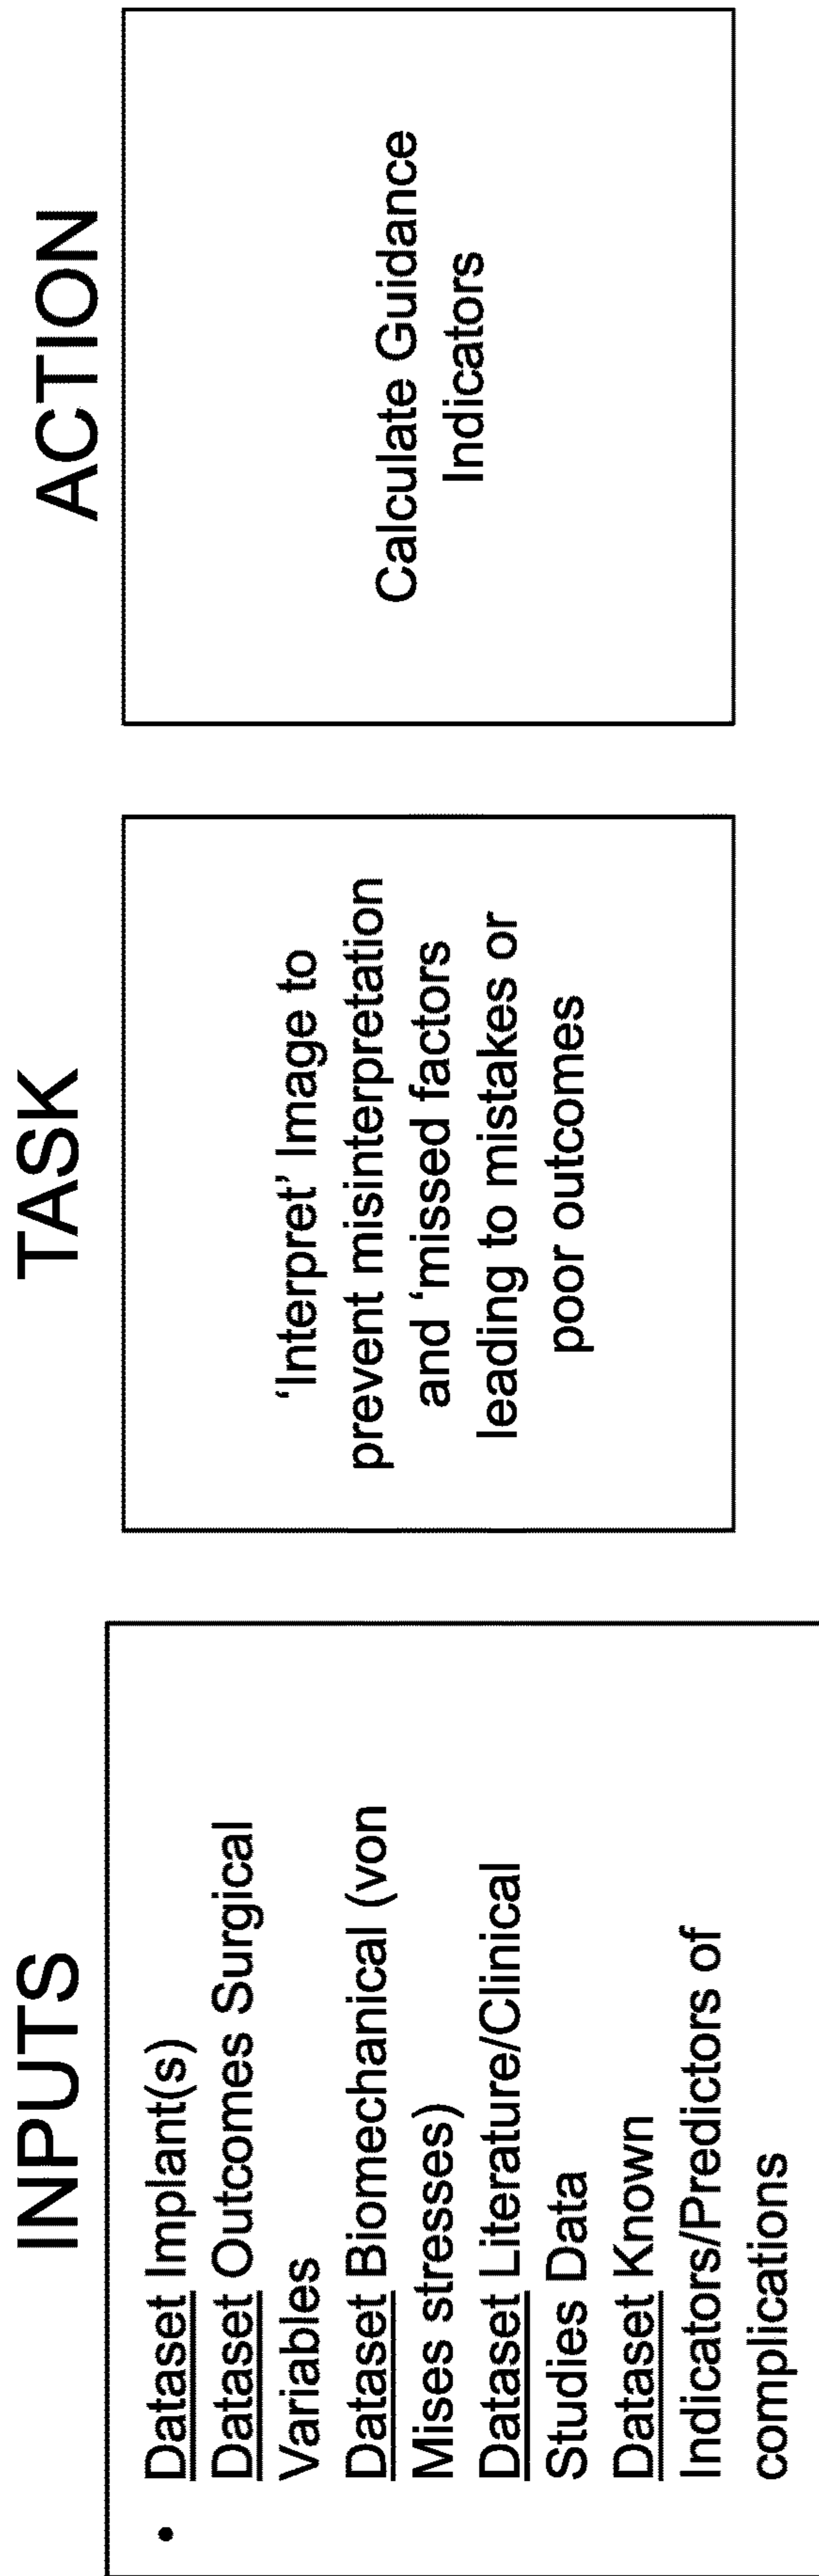 INPUTS
• Dataset Implant(s)
Dataset Outcomes Surgical
Variables
Dataset Biomechanical (von
Mises stresses)
Dataset Literature/Clinical
Studies Data
Dataset Known
Indicators/Predictors of
complications
TASK
‘Interpret’ Image to
prevent misinterpretation
and ‘missed factors
leading to mistakes or
poor outcomes
ACTION
Calculate Guidance
Indicators